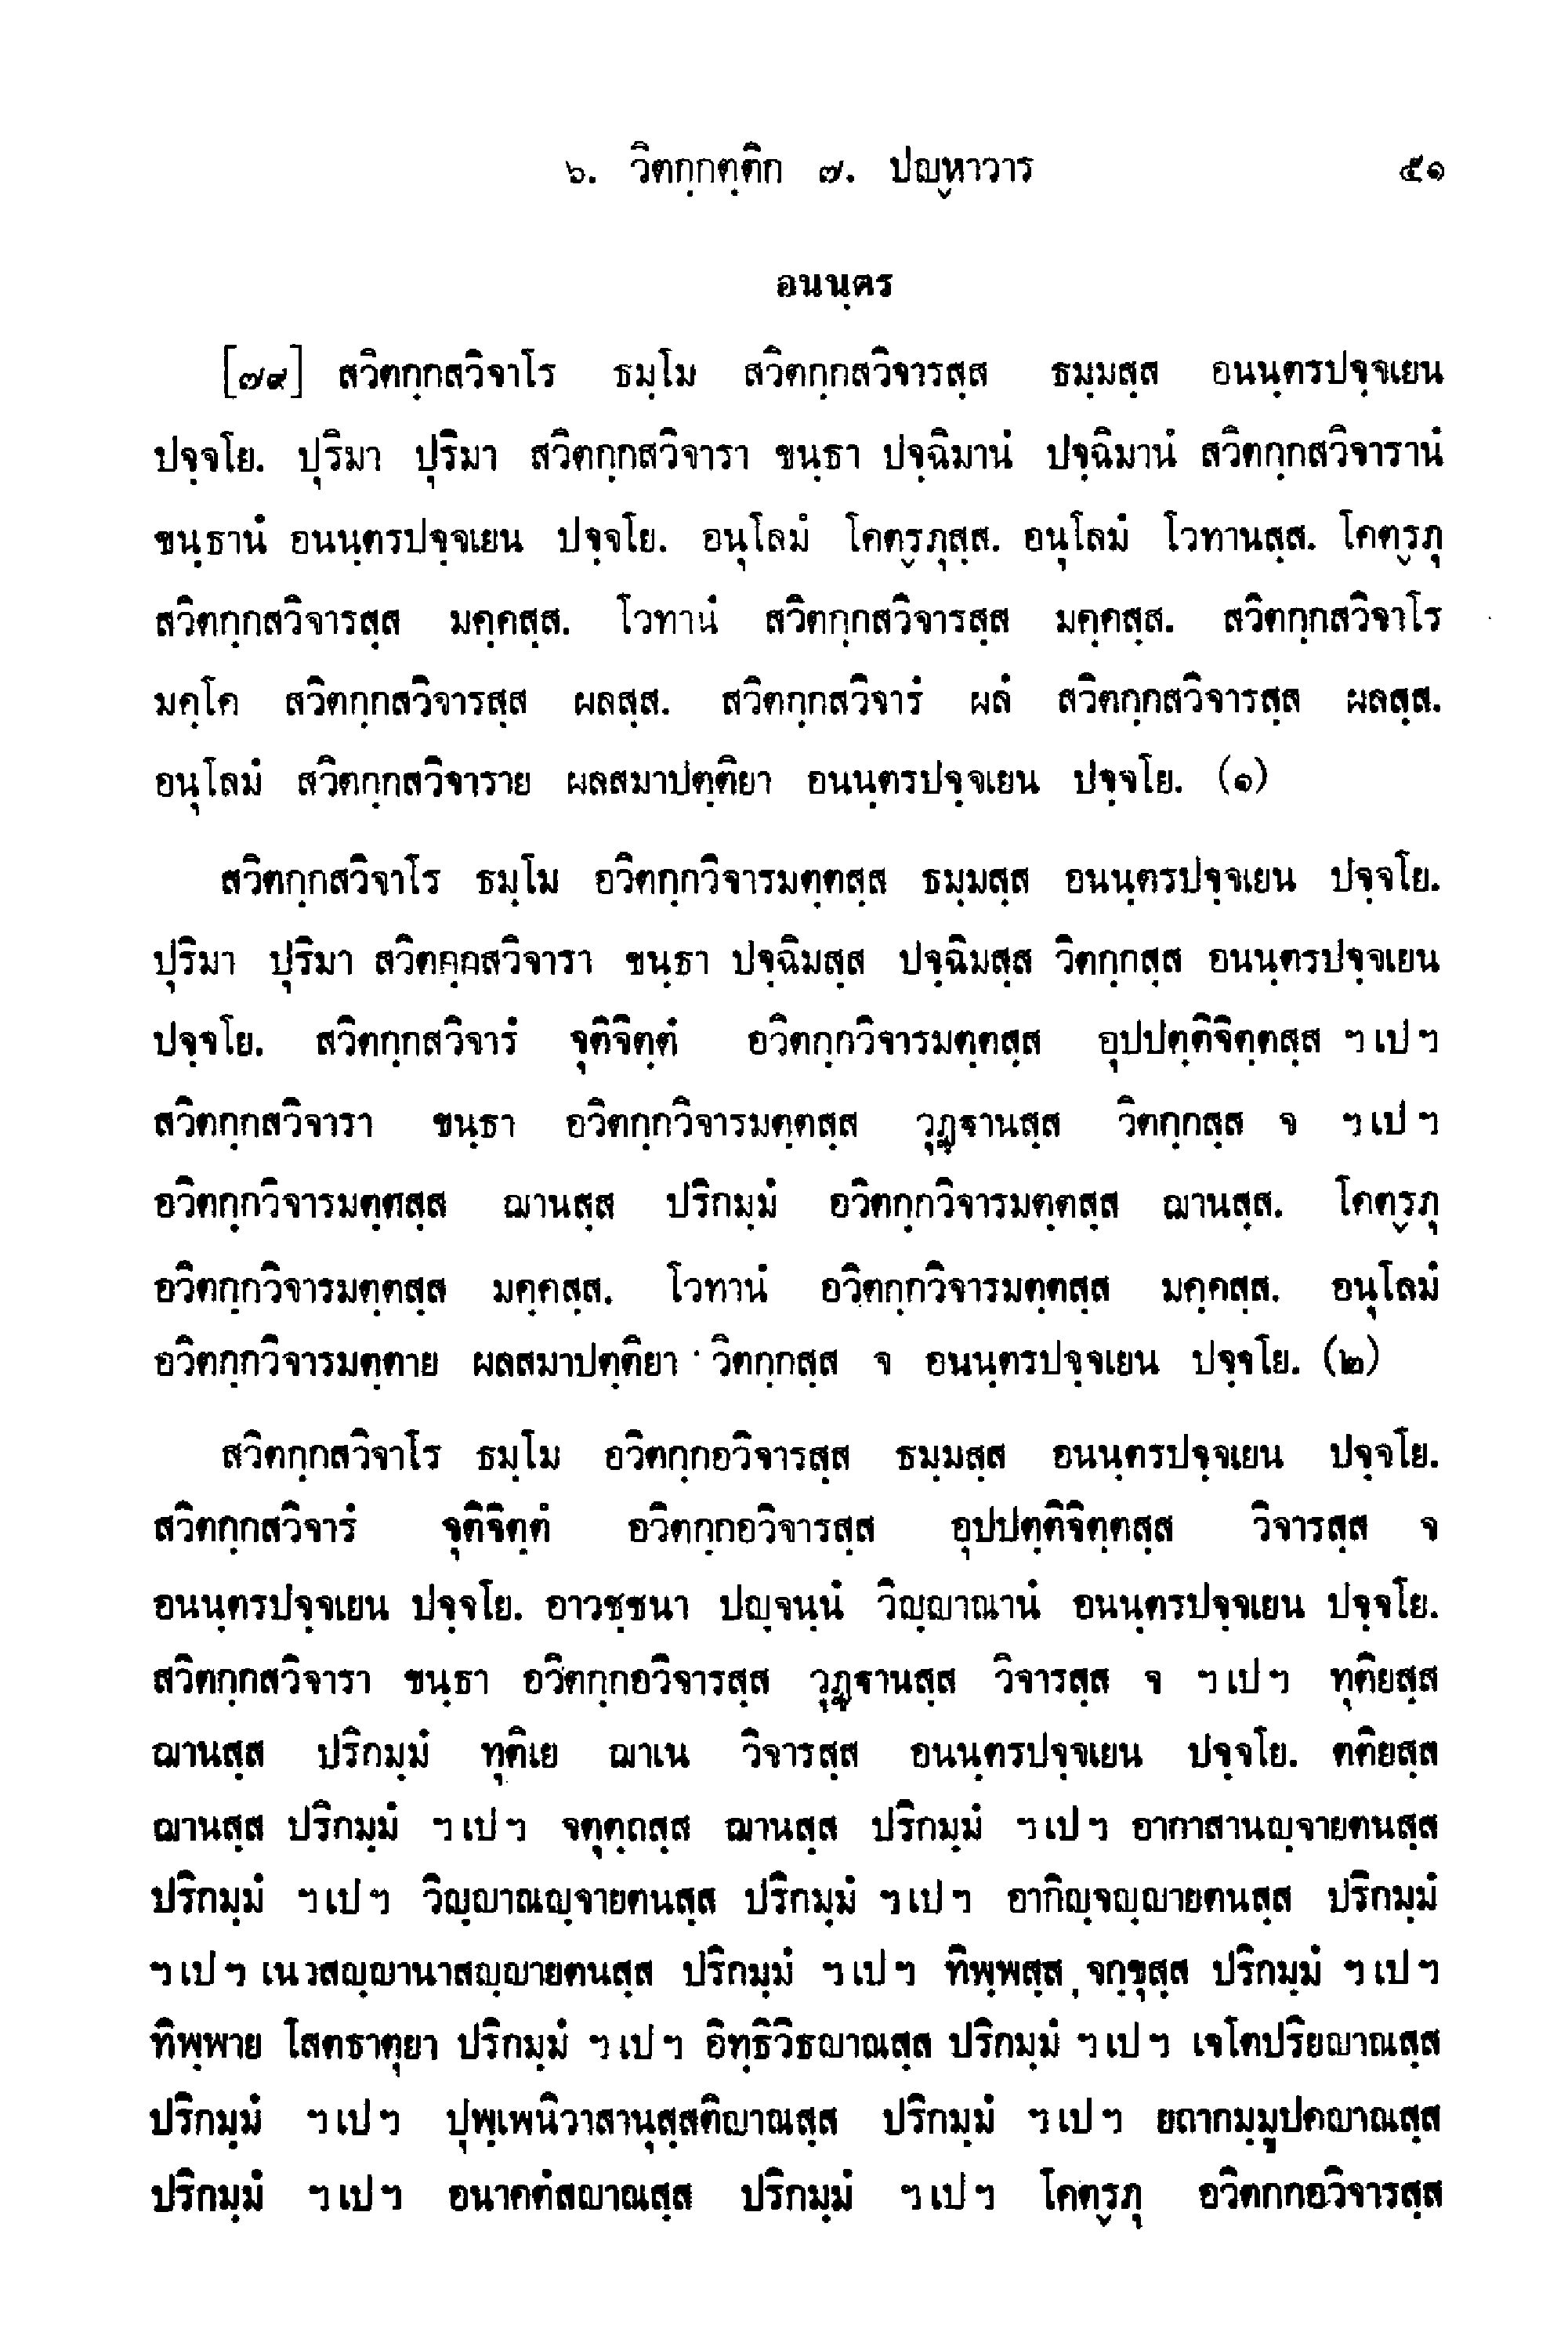 ๖. วิตกฺกตฺติก ๗. ปญฺหาวาร ๕๑
อนนฺตร
[๗๙] สวิตกฺกสวิจาโร ธมฺโม สวิตกฺกสวิจารสฺส ธมฺมสฺส อนนฺตรปจฺจเยน
ปจฺจโย. ปุริมา ปุริมา สวิตกฺกสวิจารา ขนฺธา ปจฺฉิมานํ ปจฺฉิมานํ สวิตกฺกสวิจารานํ
ขนฺธานํ อนนฺตรปจฺจเยน ปจฺจโย. อนุโลมํ โคตฺรภุสฺส. อนุโลมํ โวทานสฺส. โคตฺรภุ
สวิตกฺกสวิจารสฺส มคฺคสฺส. โวทานํ สวิตกฺกสวิจารสฺส มคฺคสฺส. สวิตกฺกสวิจาโร
มคฺโค สวิตกฺกสวิจารสฺส ผลสฺส. สวิตกฺกสวิจารํ ผลํ สวิตกฺกสวิจารสฺส ผลสฺส.
อนุโลมํ สวิตกฺกสวิจาราย ผลสมาปตฺติยา อนนฺตรปจฺจเยน ปจฺจโย. (๑)
สวิตกฺกสวิจาโร ธมฺโม อวิตกฺกวิจารมตฺตสฺส ธมฺมสฺส อนนฺตรปจฺจเยน ปจฺจโย.
ปุริมา ปุริมา สวิตกฺกสวิจารา ขนฺธา ปจฺฉิมสฺส ปจฺฉิมสฺส วิตกฺกสฺส อนนฺตรปจฺจเยน
ปจฺจโย. สวิตกฺกสวิจารํ จุติจิตฺตํ อวิตกฺกวิจารมตฺตสฺส อุปปตฺติจิตฺตสฺส ฯเปฯ
สวิตกฺกสวิจารา ขนฺธา อวิตกฺกวิจารมตฺตสฺส วุฏฺฐานสฺส วิตกฺกสฺส จ ฯเปฯ
อวิตกฺกวิจารมตฺตสฺส ฌานสฺส ปริกมฺมํ อวิตกฺกวิจารมตฺตสฺส ฌานสฺส. โคตฺรภุ
อวิตกฺกวิจารมตฺตสฺส มคฺคสฺส. โวทานํ อวิตกฺกวิจารมตฺตสฺส มคฺคสฺส. อนุโลมํ
อวิตกฺกวิจารมตฺตาย ผลสมาปตฺติยา วิตกฺกสฺส จ อนนฺตรปจฺจเยน ปจฺจโย. (๒)
สวิตกฺกสวิจาโร ธมฺโม อวิตกฺกอวิจารสฺส ธมฺมสฺส อนนฺตรปจฺจเยน ปจฺจโย.
สวิตกฺกสวิจารํ จุติจิตฺตํ อวิตกฺกอวิจารสฺส อุปปตฺติจิตฺตสฺส วิจารสฺส จ
อนนฺตรปจฺจเยน ปจฺจโย. อาวชฺชนา ปญฺจนฺนํ วิญฺญาณานํ อนนฺตรปจฺจเยน ปจฺจโย.
สวิตกฺกสวิจารา ขนฺธา อวิตกฺกอวิจารสฺส วุฏฺฐานสฺส วิจารสฺส จ ฯเปฯ ทุติยสฺส
ฌานสฺส ปริกมฺมํ ทุติเย ฌาเน วิจารสฺส อนนฺตรปจฺจเยน ปจฺจโย. ตติยสฺส
ฌานสฺส ปริกมฺมํ ฯเปฯ จตุตฺถสฺส ฌานสฺส ปริกมฺมํ ฯเปฯ อากาสานญฺจายตนสฺส
ปริกมฺมํ ฯเปฯ วิญฺญาณญฺจายตนสฺส ปริกมฺมํ ฯเปฯ อากิญฺจญฺญายตนสฺส ปริกมฺมํ
ฯเปฯ เนวสญฺญานาสญฺญายตนสฺส ปริกมฺมํ ฯเปฯ ทิพฺพสฺส จกฺขุสฺส ปริกมฺมํ ฯเปฯ
ทิพฺพาย โสตธาตุยา ปริกมฺมํ ฯเปฯ อิทฺธิวิธญาณสฺส ปริกมฺมํ ฯเปฯ เจโตปริยญาณสฺส
ปริกมฺมํ ฯเปฯ ปุพฺเพนิวาสานุสฺสติญาณสฺส ปริกมฺมํ ฯเปฯ ยถากมฺมูปคญาณสฺส
ปริกมฺมํ ฯเปฯ อนาคตํสญาณสฺส ปริกมฺมํ ฯเปฯ โคตฺรภุ อวิตกกอวิจารสฺส